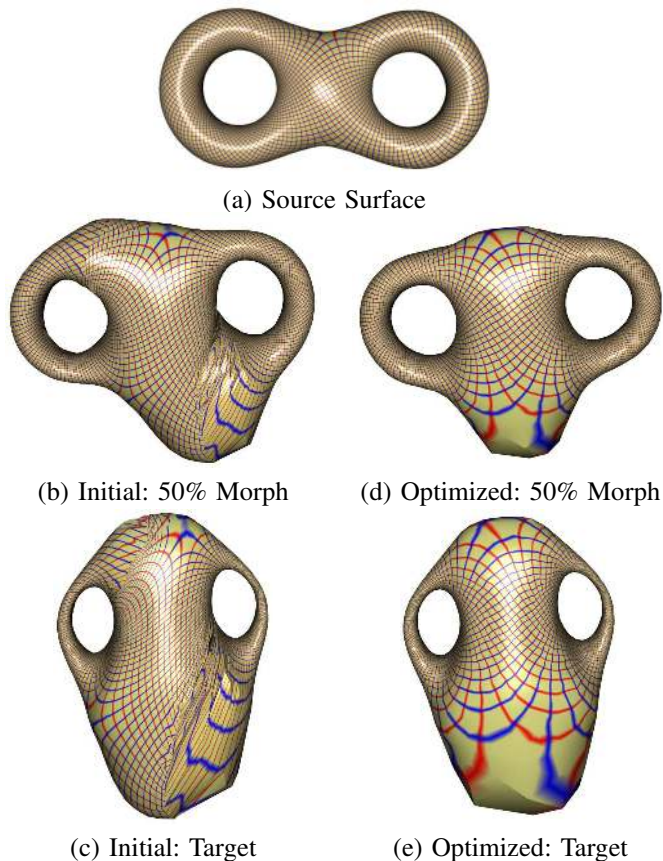 (a) Source Surface
(b) Initial: 50% Morph
(d) Optimized: 50% Morph
(c) Initial: Target
(e) Optimized: Target